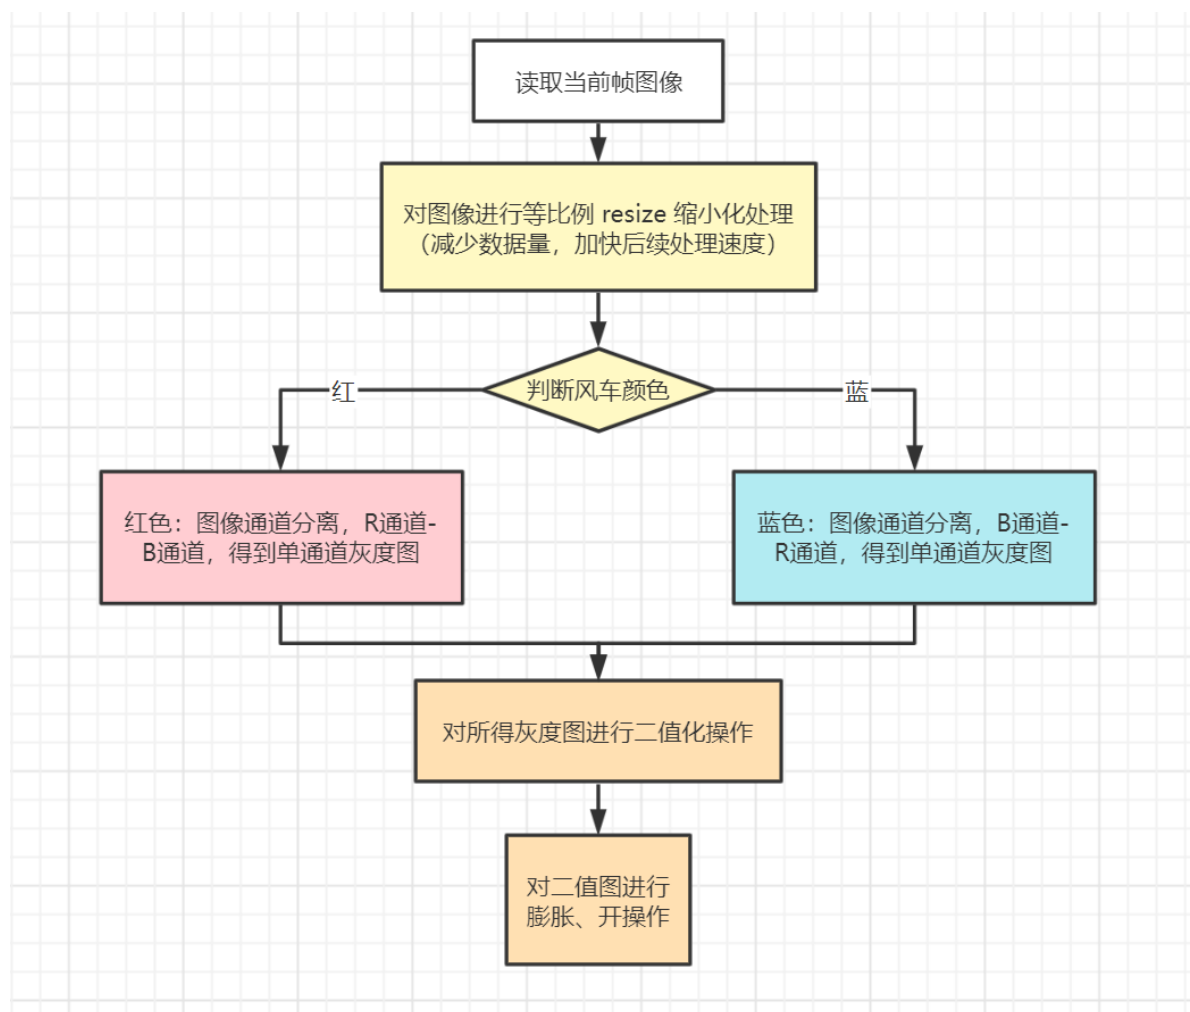 读取当前帧图像
对图像进行等比例 resize 缩小化处理
（减少数据量，加快后续处理速度）
判断风车颜色
红
蓝
红色：图像通道分离，R通道-
B通道，得到单通道灰度图
蓝色：图像通道分离，B通道-
R通道，得到单通道灰度图
对所得灰度图进行二值化操作
对二值图进行
膨胀、开操作